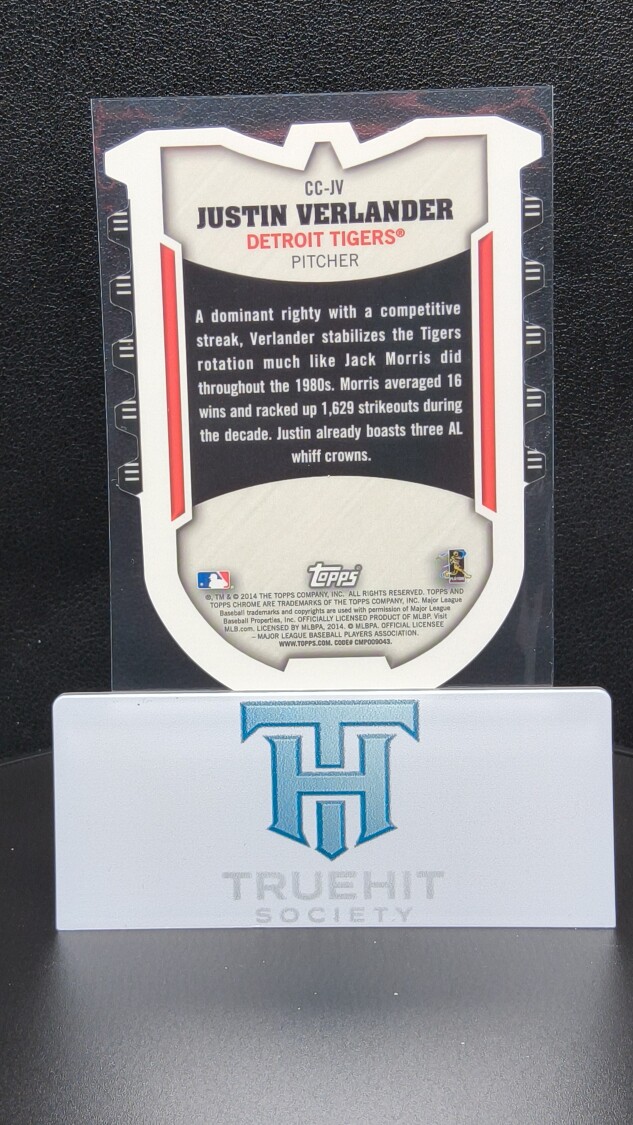 CC-JV
JUSTIN VERLANDER
DETROIT TIGERS®
PITCHER
A dominant righty with a competitive
streak, Verlander stabilizes the Tigers
rotation much like Jack Morris did
throughout the 1980s. Morris averaged 16
wins and racked up 1,629 strikeouts during
the decade. Justin already boasts three AL
whiff crowns.
topps
®, TM & © 2014 THE TOPPS COMPANY, INC. ALL RIGHTS RESERVED. TOPPS AND
TOPPS CHROME ARE TRADEMARKS OF THE TOPPS COMPANY, INC. Major League
Baseball trademarks and copyrights are used with permission of Major League
Baseball Properties, Inc. OFFICIALLY LICENSED PRODUCT OF MLBP. Visit
MLB.com. LICENSED BY MLBPA, 2014. © MLBPA. OFFICIAL LICENSEE
– MAJOR LEAGUE BASEBALL PLAYERS ASSOCIATION.
WWW.TOPPS.COM. CODE# CMP009043.
TH
TRUEHIT
SOCIETY